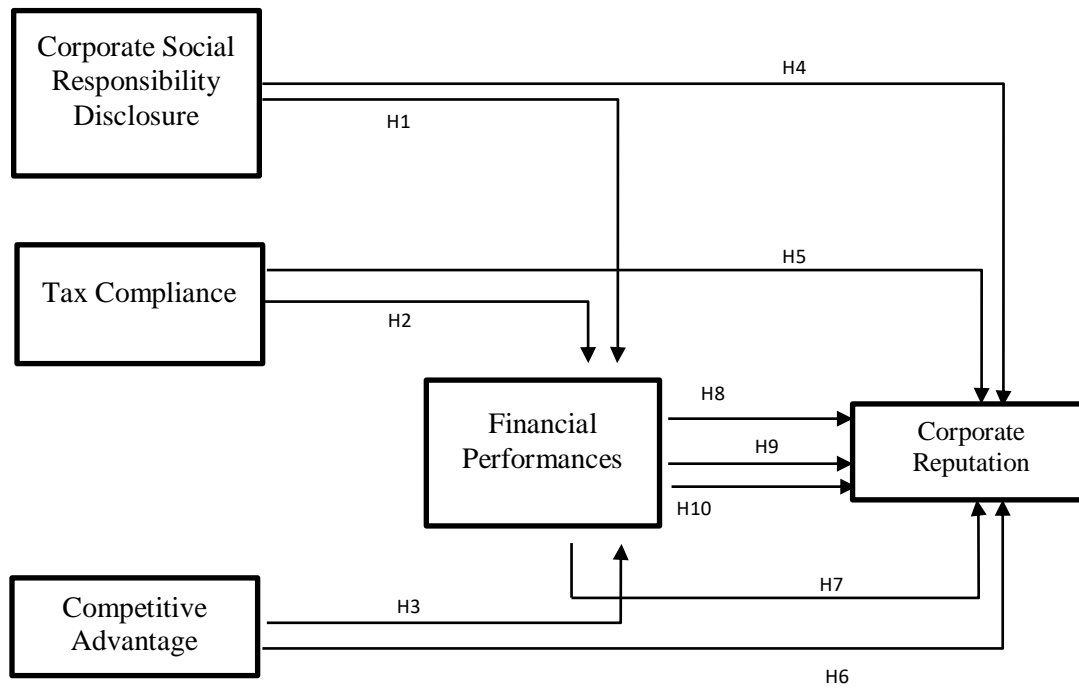 Corporate Social
Responsibility
Disclosure
H4
H1
Tax Compliance
H5
H2
Financial
Performances
H8
H9
H10
Corporate
Reputation
Competitive
Advantage
H3
H7
H6